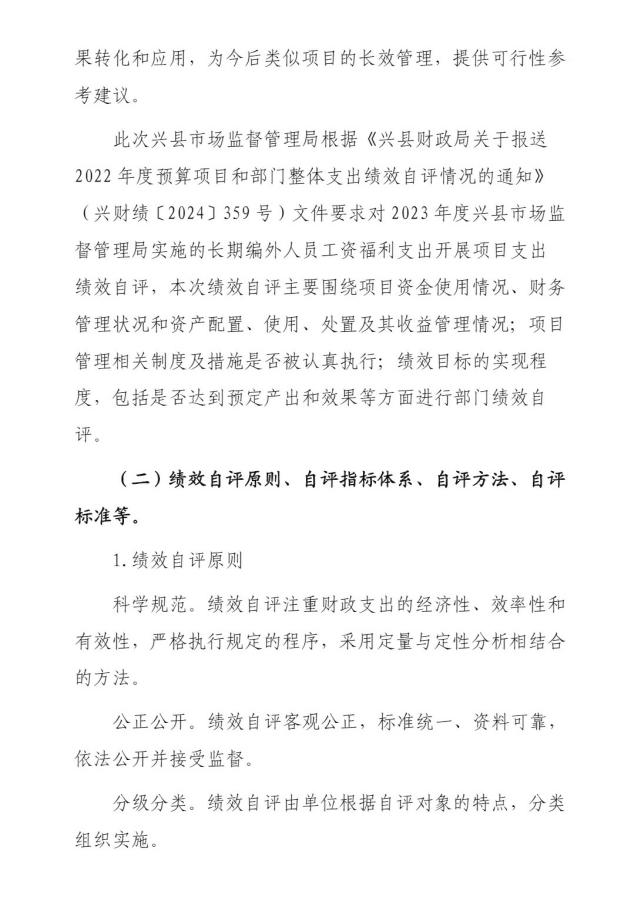 果转化和应用，为今后类似项目的长效管理，提供可行性参
考建议。
此次兴县市场监督管理局根据《兴县财政局关于报送
2022 年度预算项目和部门整体支出绩效自评情况的通知》
（兴财绩〔2024〕359 号）文件要求对 2023 年度兴县市场监
督管理局实施的长期编外人员工资福利支出开展项目支出
绩效自评，本次绩效自评主要围绕项目资金使用情况、财务
管理状况和资产配置、使用、处置及其收益管理情况；项目
管理相关制度及措施是否被认真执行；绩效目标的实现程
度，包括是否达到预定产出和效果等方面进行部门绩效自
评。
（二）绩效自评原则、自评指标体系、自评方法、自评
标准等。
1.绩效自评原则
科学规范。绩效自评注重财政支出的经济性、效率性和
有效性，严格执行规定的程序，采用定量与定性分析相结合
的方法。
公正公开。绩效自评客观公正，标准统一、资料可靠，
依法公开并接受监督。
分级分类。绩效自评由单位根据自评对象的特点，分类
组织实施。